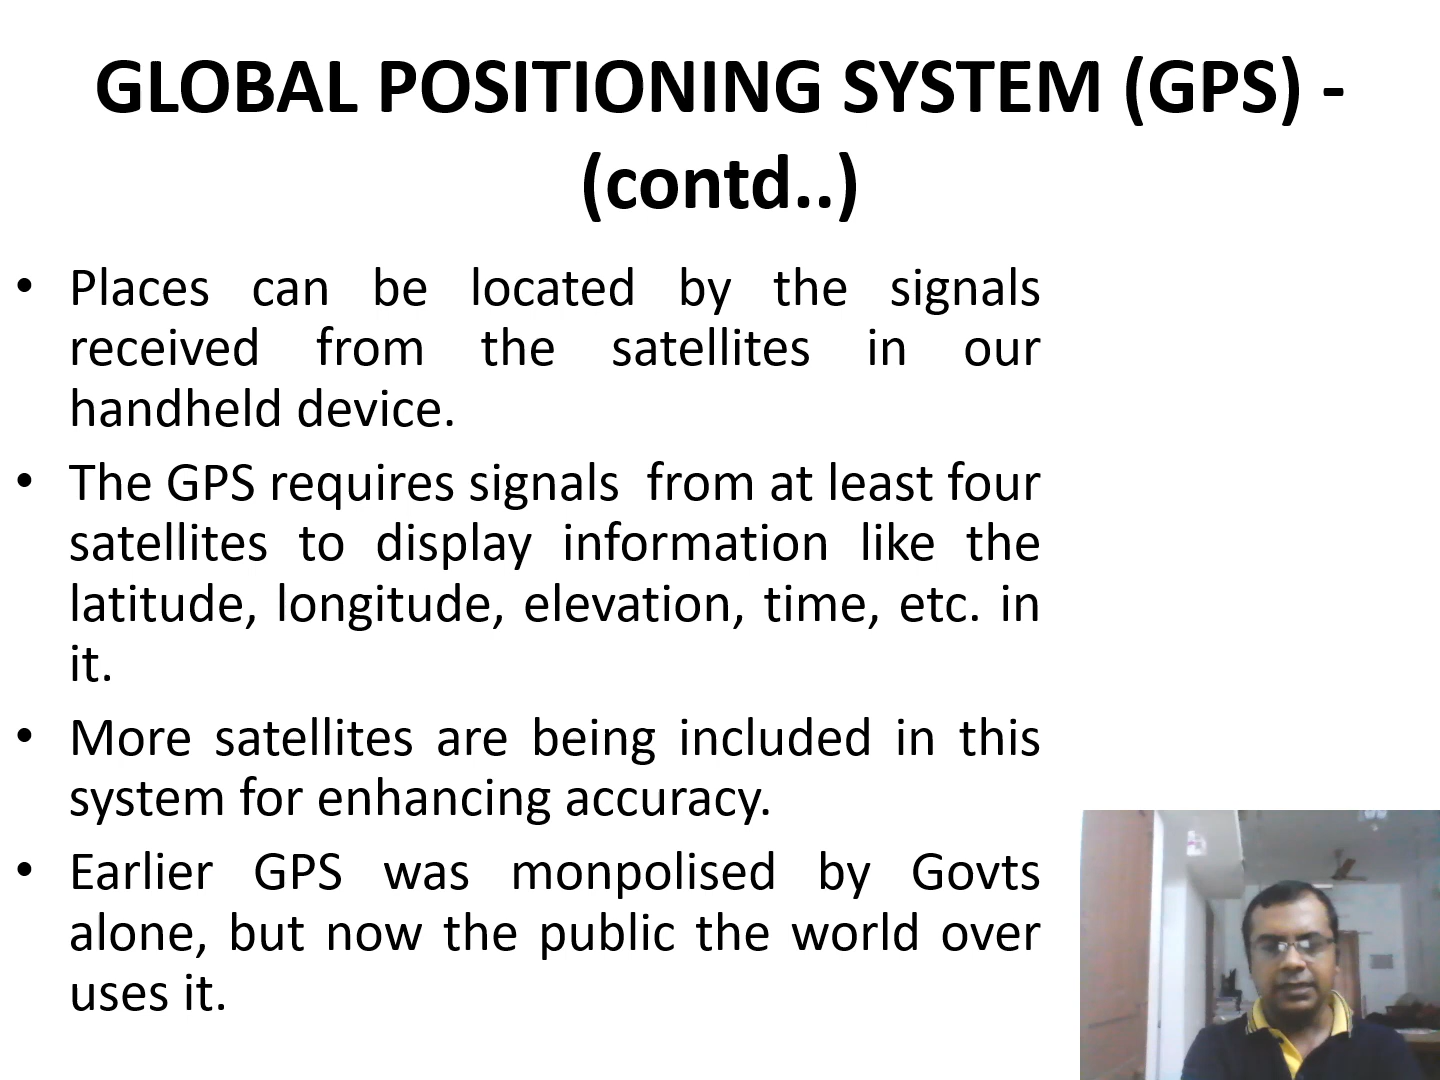 GLOBAL POSITIONING SYSTEM (GPS) -
(contd..)
• Places can be located by the signals
received from the satellites in our
handheld device.
• The GPS requires signals  from at least four
satellites to display information like the
latitude, longitude, elevation, time, etc. in
it.
• More satellites are being included in this
system for enhancing accuracy.
• Earlier GPS was monpolised by Govts
alone, but now the public the world over
uses it.